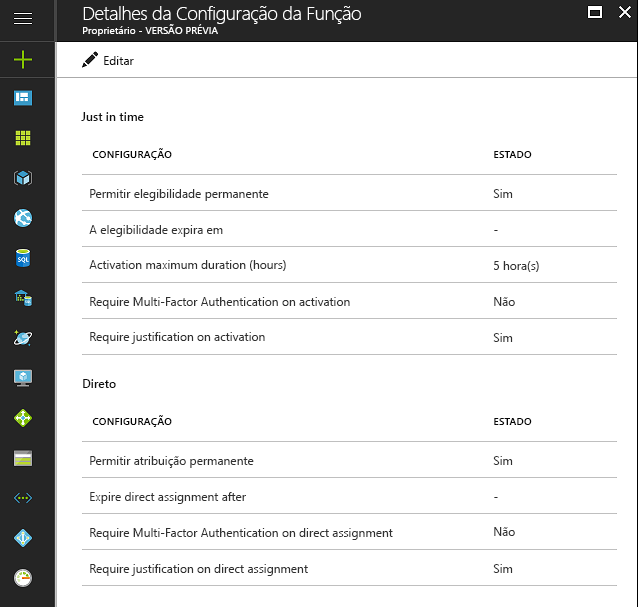 Detalhes da Configuração da Função
Proprietário - VERSÃO PRÉVIA
Editar
Just in time
CONFIGURAÇÃO ESTADO
Permitir elegibilidade permanente Sim
A elegibilidade expira em -
Activation maximum duration (hours) 5 hora(s)
Require Multi-Factor Authentication on activation Não
Require justification on activation Sim
Direto
CONFIGURAÇÃO ESTADO
Permitir atribuição permanente Sim
Expire direct assignment after -
Require Multi-Factor Authentication on direct assignment Não
Require justification on direct assignment Sim
SQL